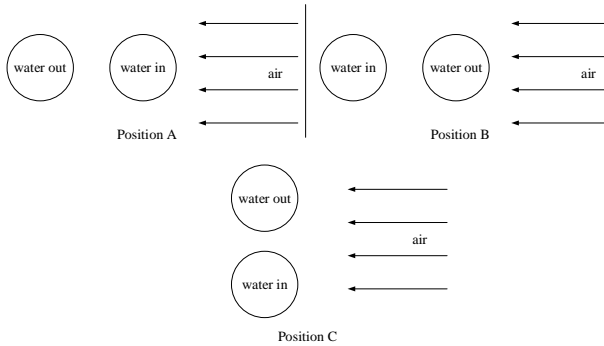 water out
water in
air
Position A
water in
water out
air
Position B
water out
air
water in
Position C